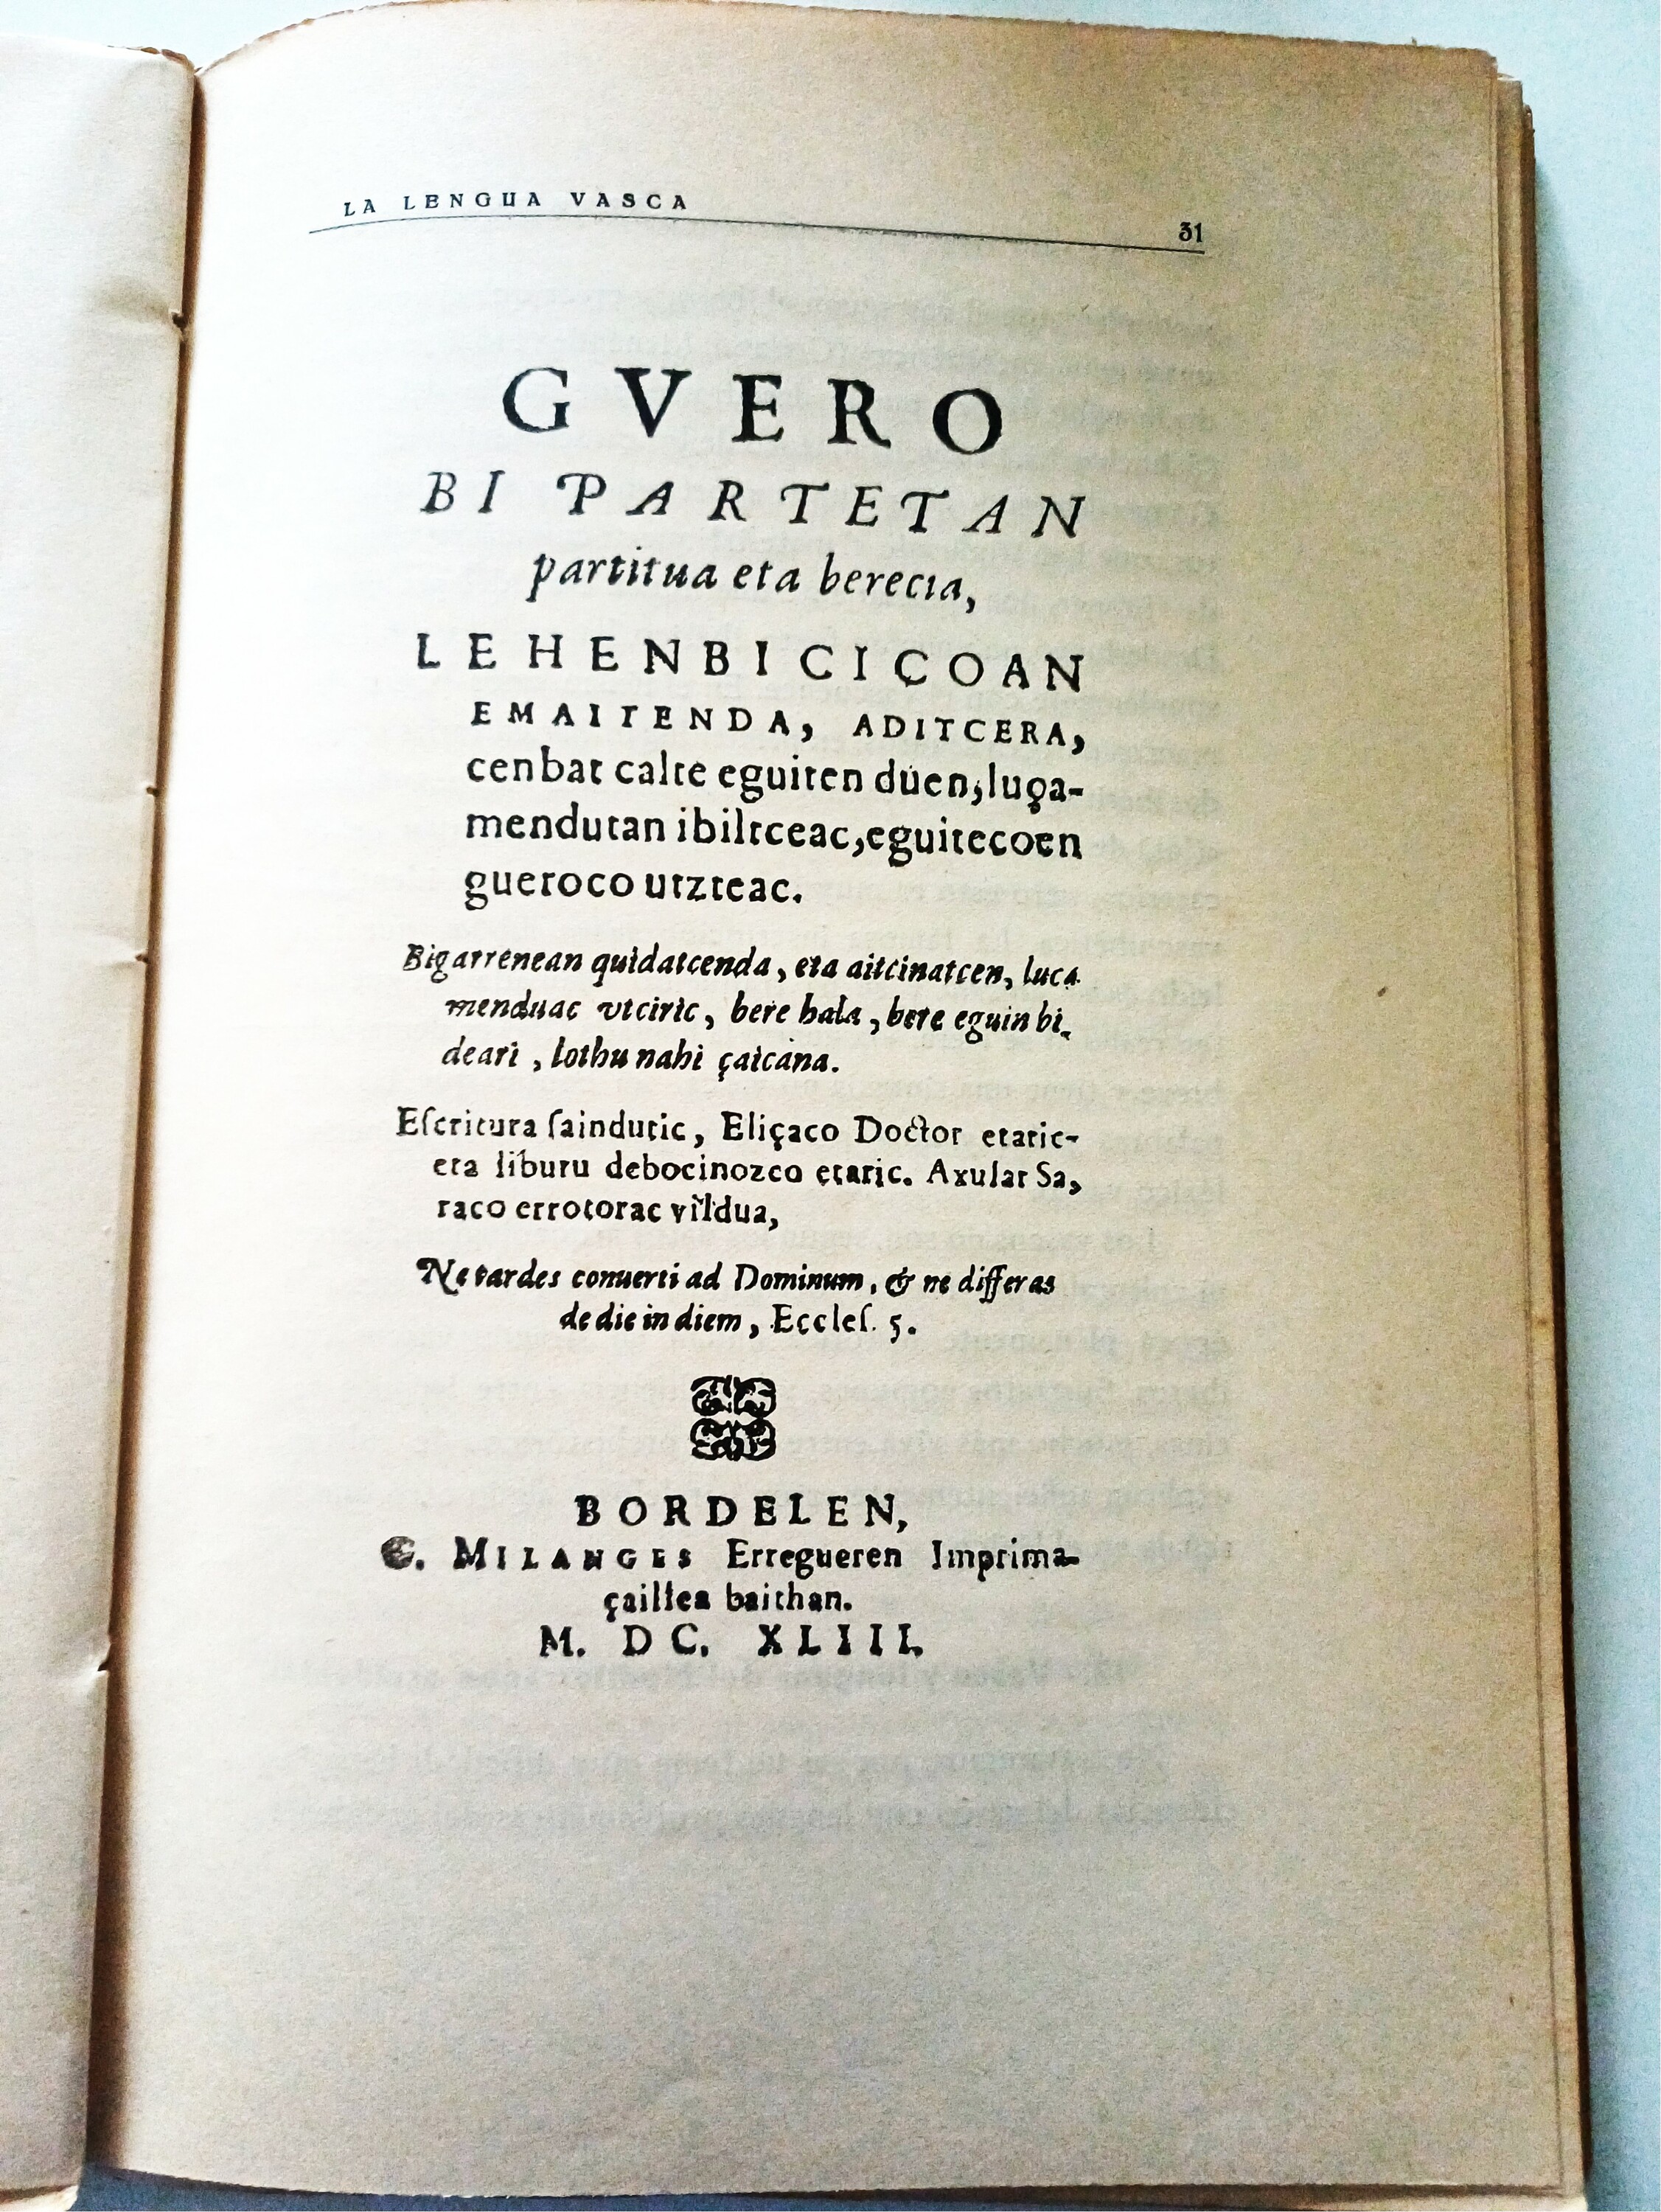 LA LENGUA VASCA
31
GVERO
BI PARTETAN
partitua eta berecia,
LEHENBICICOAN
EMAITENDA, ADITCERA,
cenbat calte eguiten duen, luça-
mendutan ibiltceac, eguitecoen
gueroco utzteac.
Bigarrenean quidatcenda, eta aitcinatcen, luca
menduac vtciric, bere hala, bere eguin bi-
deari, lothu nahi çaicana.
Eſcritura ſaindutic, Eliçaco Doctor etaric-
eta liburu debocinozco etaric. Axular Sa,
raco errotorac vildua,
Ne tardes conuerti ad Dominum, & ne differas
de die in diem, Eccleſ. 5.
BORDELEN,
G. MILANGES Erregueren Imprima-
çaillea baithan.
M. DC. XLIII.